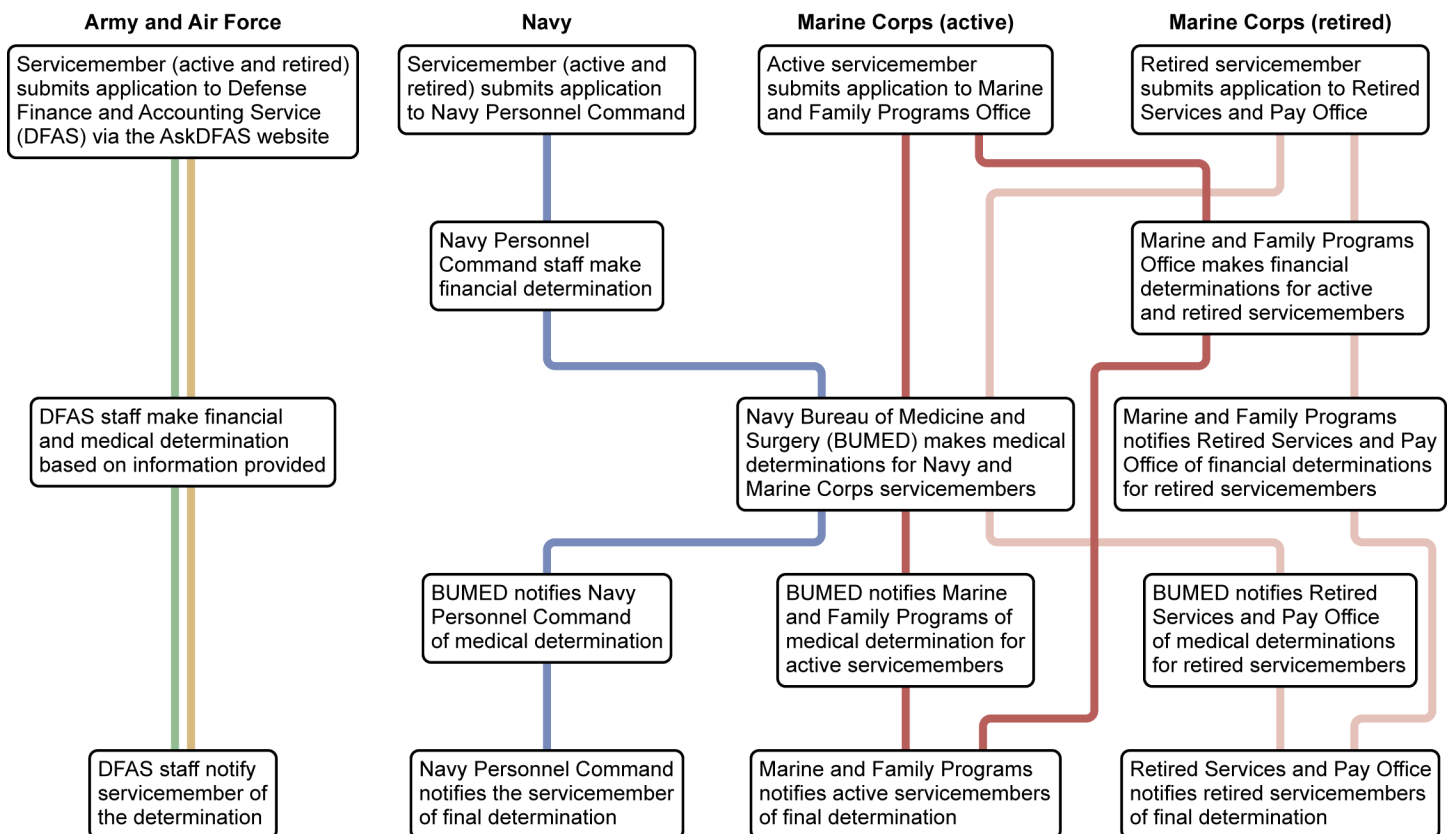 Army and Air Force
Servicemember (active and retired)
submits application to Defense
Finance and Accounting Service
(DFAS) via the AskDFAS website
DFAS staff make financial
and medical determination
based on information provided
DFAS staff notify
servicemember of
the determination
Navy
Servicemember (active and
retired) submits application
to Navy Personnel Command
Navy Personnel
Command staff make
financial determination
BUMED notifies Navy
Personnel Command
of medical determination
Navy Personnel Command
notifies the servicemember
of final determination
Marine Corps (active)
Active servicemember
submits application to Marine
and Family Programs Office
Navy Bureau of Medicine and
Surgery (BUMED) makes medical
determinations for Navy and
Marine Corps servicemembers
BUMED notifies Marine
and Family Programs of
medical determination for
active servicemembers
Marine and Family Programs
notifies active servicemembers
of final determination
Marine Corps (retired)
Retired servicemember
submits application to Retired
Services and Pay Office
Marine and Family Programs
Office makes financial
determinations for active
and retired servicemembers
Marine and Family Programs
notifies Retired Services and Pay
Office of financial determinations
for retired servicemembers
BUMED notifies Retired
Services and Pay Office
of medical determinations
for retired servicemembers
Retired Services and Pay Office
notifies retired servicemembers
of final determination